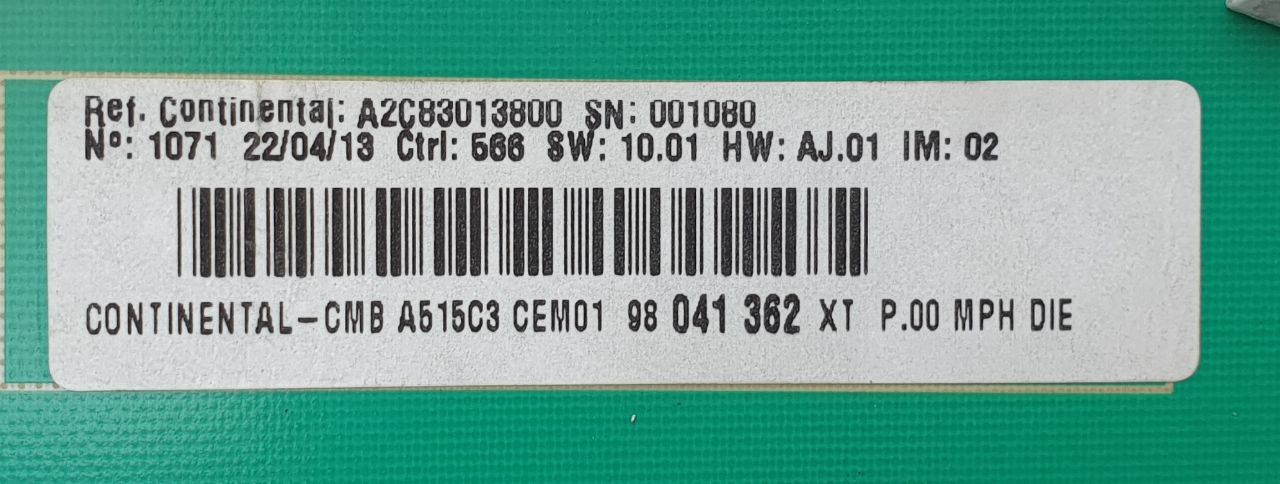 Ref. Continental: A2C83013800 SN: 001080
Nº: 1071 22/04/13 Ctrl: 566 SW: 10.01 HW: AJ.01 IM: 02
CONTINENTAL-CMB A515C3 CEM01 98 041 362 XT P.00 MPH DIE